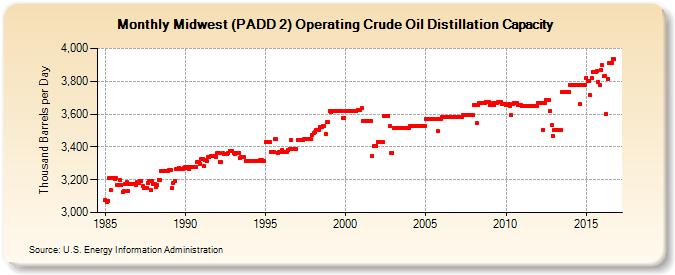 Monthly Midwest (PADD 2) Operating Crude Oil Distillation Capacity
Thousand Barrels per Day
4,000
3,800
3,600
3,400
3,200
3,000
1985 1990 1995 2000 2005 2010 2015
Source: U.S. Energy Information Administration